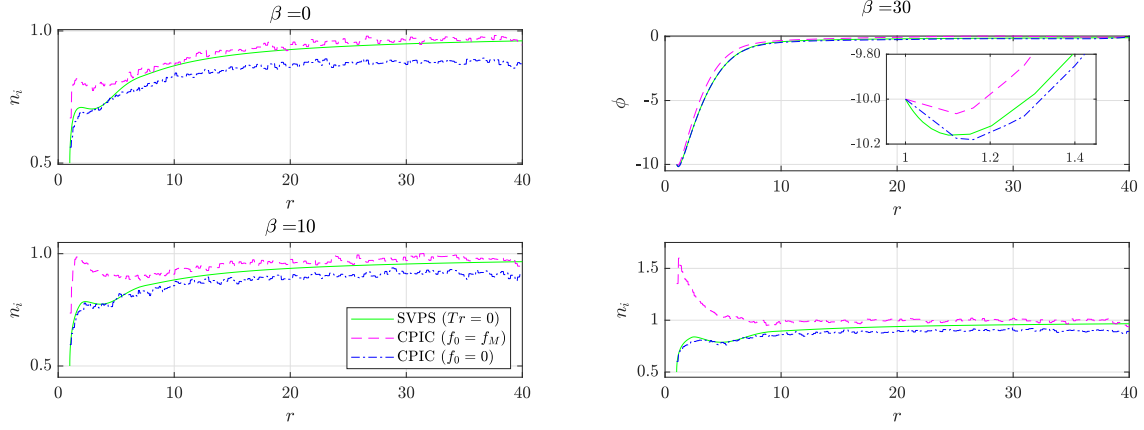 β =0
1.0
0.5
n_i
0 10 20 30 40
r
β =10
1.0
0.5
n_i
SVPS (Tr = 0)
CPIC (f_0 = f_M)
CPIC (f_0 = 0)
0 10 20 30 40
r
β =30
0
-5
-10
ϕ
-9.80
-10.0
-10.2
1 1.2 1.4
0 10 20 30 40
r
1.5
1
0.5
n_i
0 10 20 30 40
r